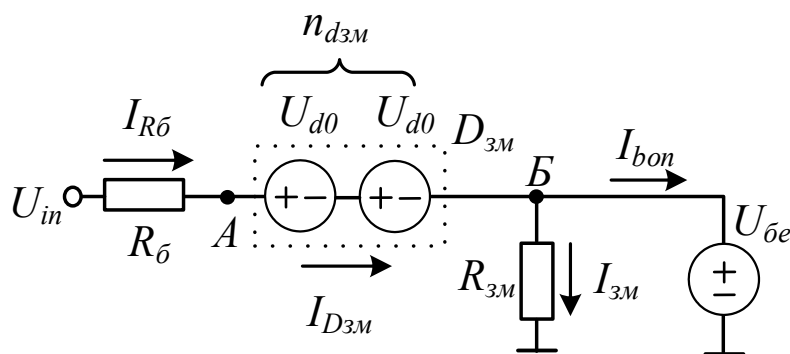 n_dзм
U_d0 U_d0
I_Rб D_зм I_bon
U_in + − + − Б U_бе
R_б А R_зм I_зм + −
I_Dзм